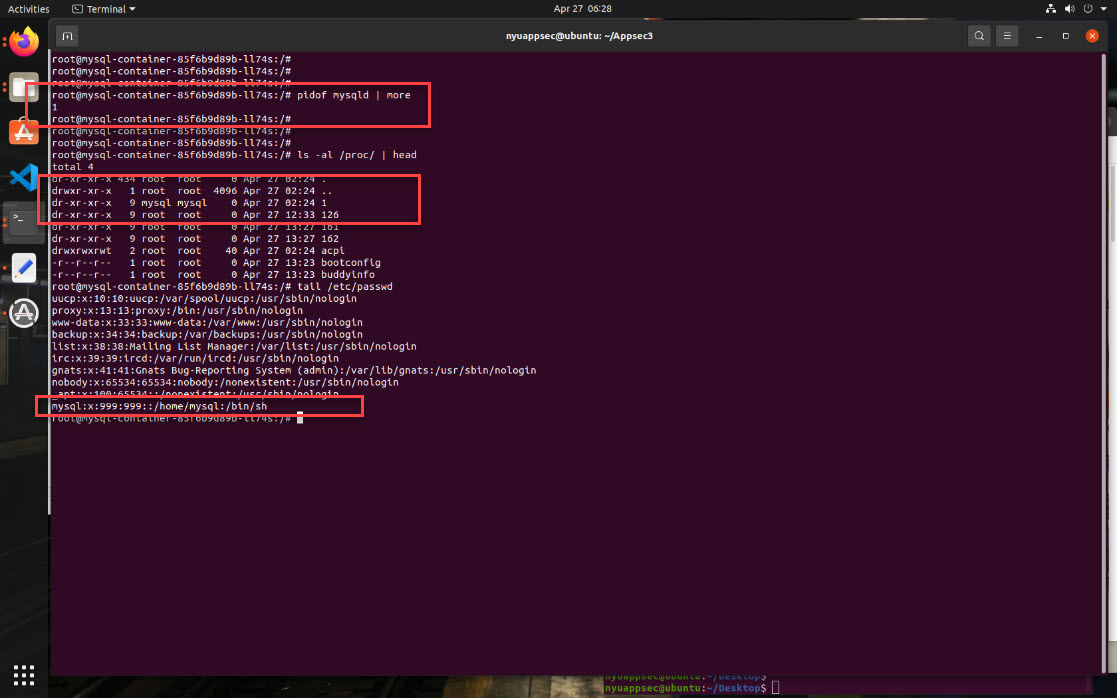 Activities
Terminal
Apr 27 06:28
nyuappsec@ubuntu: ~/Appsec3
root@mysql-container-85f6b9d89b-ll74s:/#
root@mysql-container-85f6b9d89b-ll74s:/#
root@mysql-container-85f6b9d89b-ll74s:/#
root@mysql-container-85f6b9d89b-ll74s:/# pidof mysqld | more
1
root@mysql-container-85f6b9d89b-ll74s:/#
root@mysql-container-85f6b9d89b-ll74s:/#
root@mysql-container-85f6b9d89b-ll74s:/#
root@mysql-container-85f6b9d89b-ll74s:/# ls -al /proc/ | head
total 4
dr-xr-xr-x 434 root root 0 Apr 27 02:24 .
drwxr-xr-x 1 root root 4096 Apr 27 02:24 ..
dr-xr-xr-x 9 mysql mysql 0 Apr 27 02:24 1
dr-xr-xr-x 9 root root 0 Apr 27 12:33 126
dr-xr-xr-x 9 root root 0 Apr 27 13:27 161
dr-xr-xr-x 9 root root 0 Apr 27 13:27 162
drwxrwxrwt 2 root root 40 Apr 27 02:24 acpi
-r--r--r-- 1 root root 0 Apr 27 13:23 bootconfig
-r--r--r-- 1 root root 0 Apr 27 13:23 buddyinfo
root@mysql-container-85f6b9d89b-ll74s:/# tail /etc/passwd
uucp:x:10:10:uucp:/var/spool/uucp:/usr/sbin/nologin
proxy:x:13:13:proxy:/bin:/usr/sbin/nologin
www-data:x:33:33:www-data:/var/www:/usr/sbin/nologin
backup:x:34:34:backup:/var/backups:/usr/sbin/nologin
list:x:38:38:Mailing List Manager:/var/list:/usr/sbin/nologin
irc:x:39:39:ircd:/var/run/ircd:/usr/sbin/nologin
gnats:x:41:41:Gnats Bug-Reporting System (admin):/var/lib/gnats:/usr/sbin/nologin
nobody:x:65534:65534:nobody:/nonexistent:/usr/sbin/nologin
_apt:x:100:65534::/nonexistent:/usr/sbin/nologin
mysql:x:999:999::/home/mysql:/bin/sh
root@mysql-container-85f6b9d89b-ll74s:/#
nyuappsec@ubuntu:~/Desktop$
nyuappsec@ubuntu:~/Desktop$